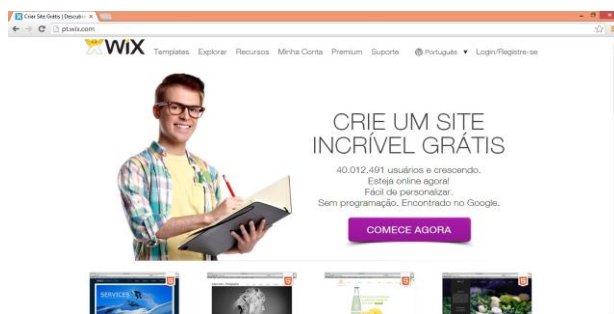 Criar Site Grátis | Descubra
pt.wix.com
WiX Templates Explorar Recursos Minha Conta Premium Suporte Português Login/Registre-se
CRIE UM SITE
INCRÍVEL GRÁTIS
40.012.491 usuários e crescendo.
Esteja online agora!
Fácil de personalizar.
Sem programação. Encontrado no Google.
COMECE AGORA
SERVICES